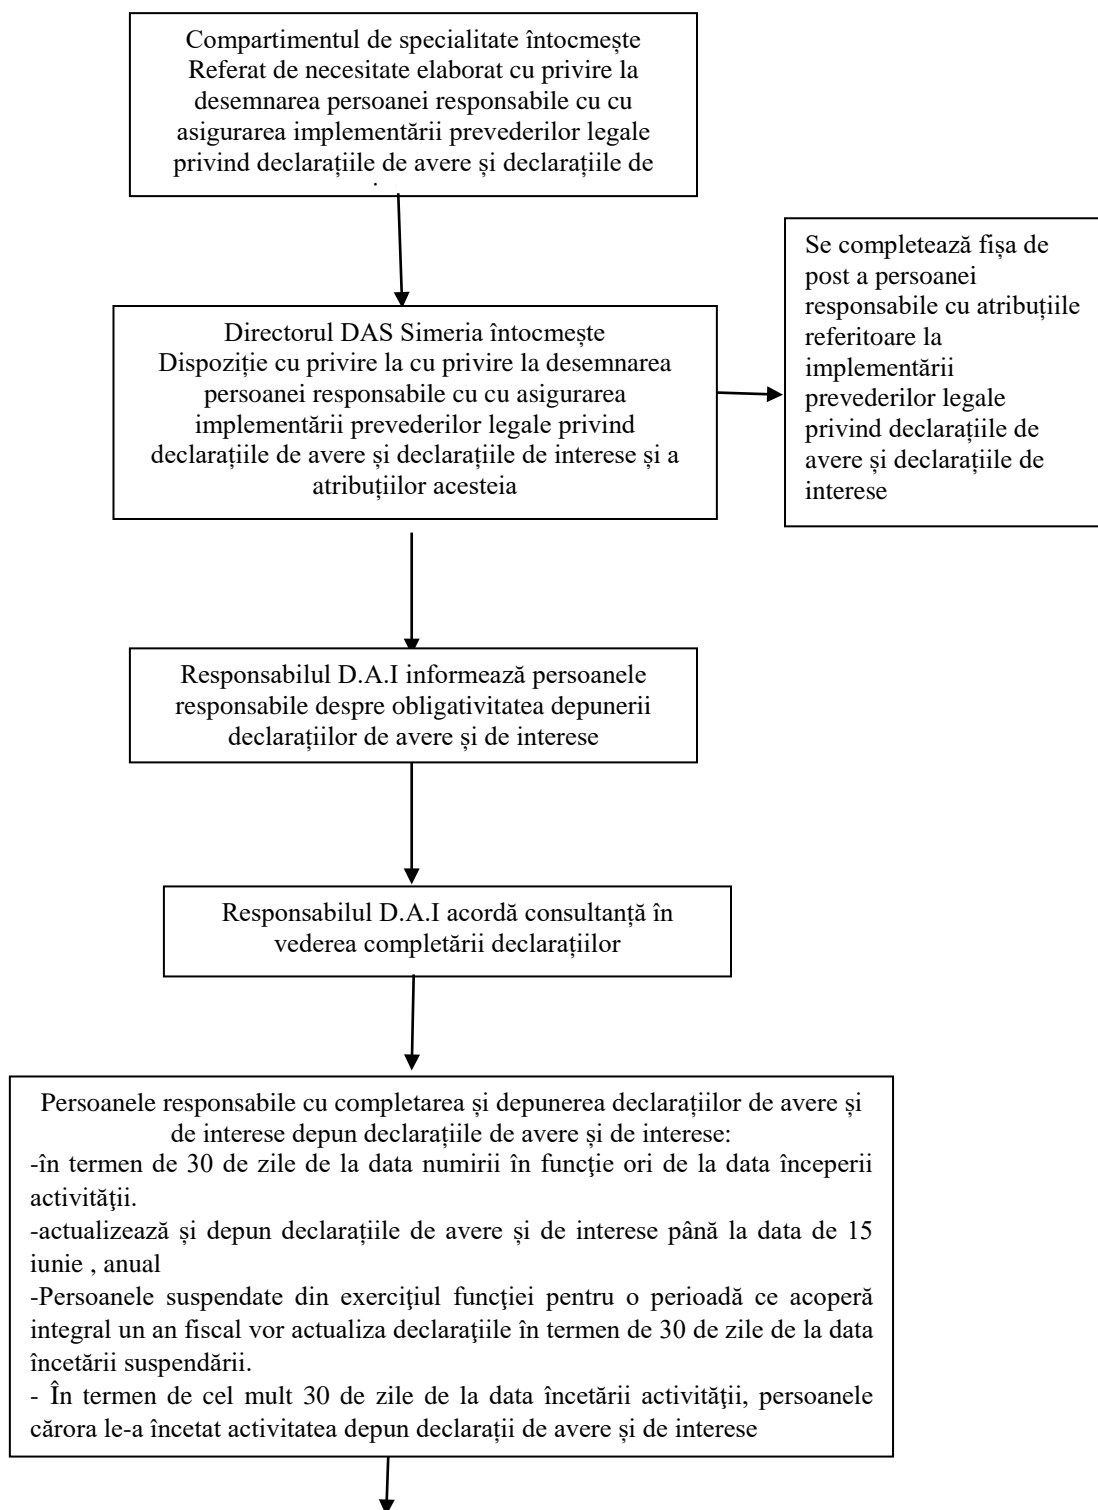 Compartimentul de specialitate întocmește
Referat de necesitate elaborat cu privire la
desemnarea persoanei responsabile cu cu
asigurarea implementării prevederilor legale
privind declarațiile de avere și declarațiile de
Se completează fișa de
post a persoanei
responsabile cu atribuțiile
referitoare la
implementării
prevederilor legale
privind declarațiile de
avere și declarațiile de
interese
Directorul DAS Simeria întocmește
Dispoziție cu privire la cu privire la desemnarea
persoanei responsabile cu cu asigurarea
implementării prevederilor legale privind
declarațiile de avere și declarațiile de interese și a
atribuțiilor acesteia
Responsabilul D.A.I informează persoanele
responsabile despre obligativitatea depunerii
declarațiilor de avere și de interese
Responsabilul D.A.I acordă consultanță în
vederea completării declarațiilor
Persoanele responsabile cu completarea și depunerea declarațiilor de avere și
de interese depun declarațiile de avere și de interese:
-în termen de 30 de zile de la data numirii în funcţie ori de la data începerii
activităţii.
-actualizează și depun declarațiile de avere și de interese până la data de 15
iunie , anual
-Persoanele suspendate din exerciţiul funcţiei pentru o perioadă ce acoperă
integral un an fiscal vor actualiza declaraţiile în termen de 30 de zile de la data
încetării suspendării.
- În termen de cel mult 30 de zile de la data încetării activităţii, persoanele
cărora le-a încetat activitatea depun declarații de avere și de interese